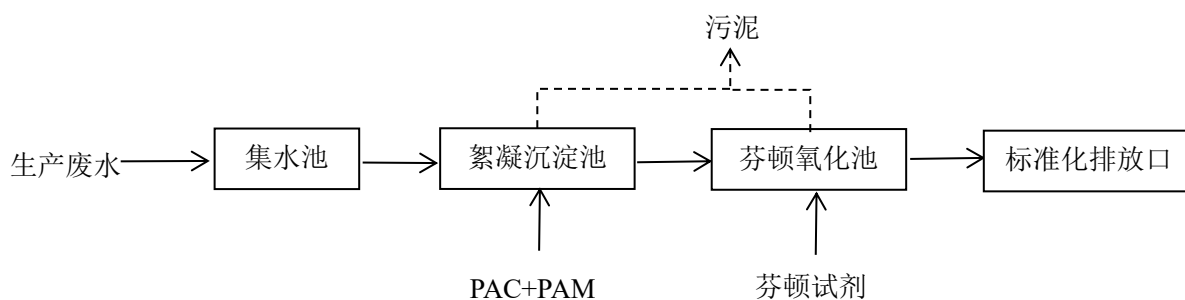 污泥
生产废水
集水池
絮凝沉淀池
芬顿氧化池
标准化排放口
PAC+PAM
芬顿试剂